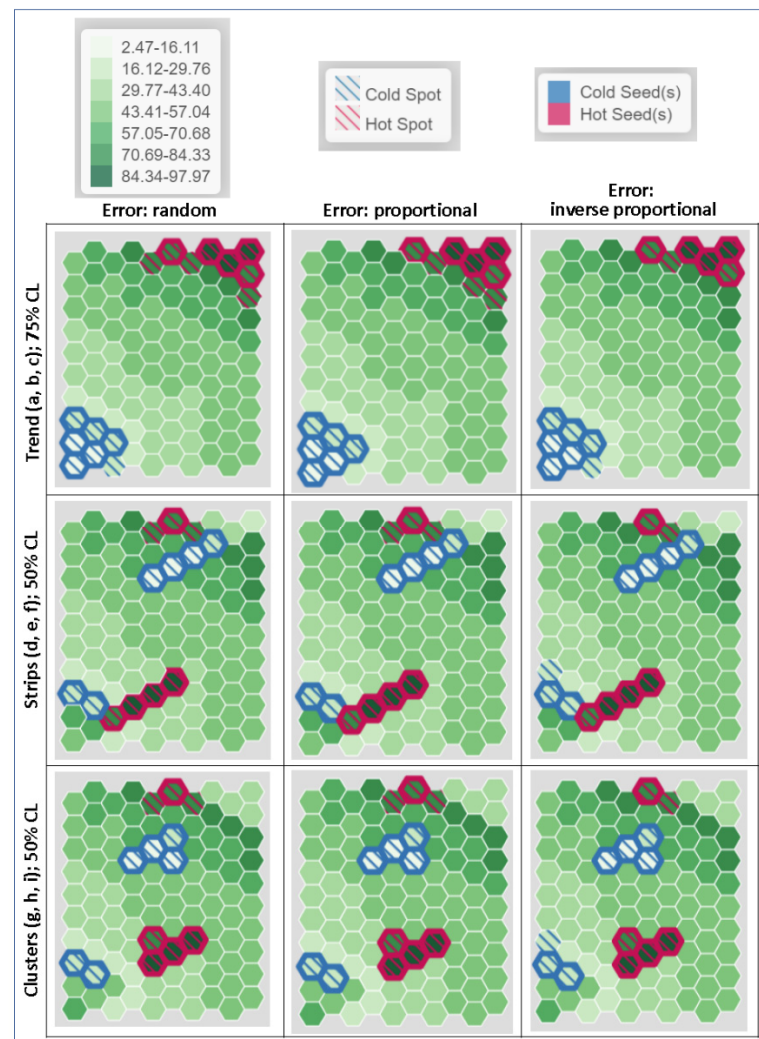 2.47-16.11
16.12-29.76
29.77-43.40
43.41-57.04
57.05-70.68
70.69-84.33
84.34-97.97
Cold Spot
Hot Spot
Cold Seed(s)
Hot Seed(s)
Error: random
Error: proportional
Error:
inverse proportional
Trend (a, b, c); 75% CL
Strips (d, e, f); 50% CL
Clusters (g, h, i); 50% CL